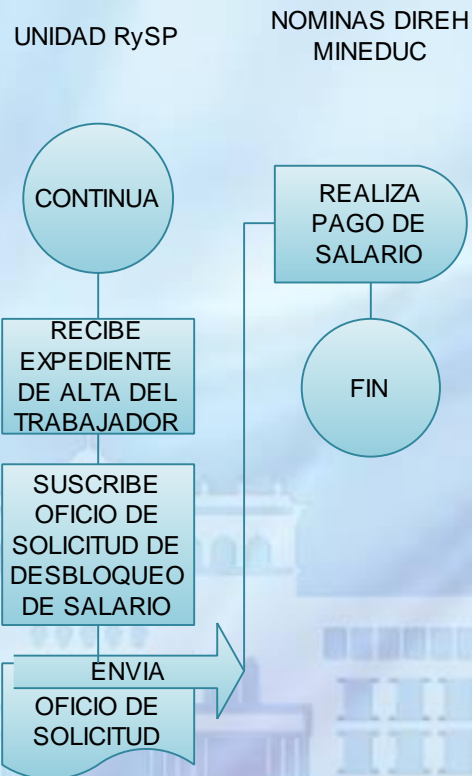 UNIDAD RySP
NOMINAS DIREH
MINEDUC
CONTINUA
RECIBE
EXPEDIENTE
DE ALTA DEL
TRABAJADOR
SUSCRIBE
OFICIO DE
SOLICITUD DE
DESBLOQUEO
DE SALARIO
ENVIA
OFICIO DE
SOLICITUD
REALIZA
PAGO DE
SALARIO
FIN